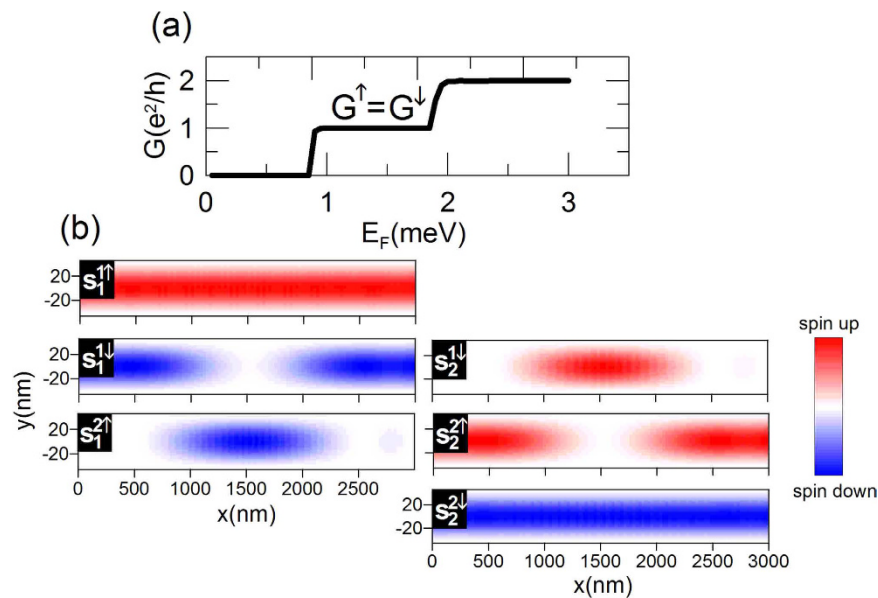 (a)
G(e²/h)
2
1
0
G↑=G↓
0 1 2 3
E_F(meV)
(b)
y(nm)
20
-20
S₁¹↑
20
-20
S₁¹↓
20
-20
S₁²↑
0 500 1000 1500 2000 2500
x(nm)
S₂¹↓
S₂²↑
20
-20
S₂²↓
0 500 1000 1500 2000 2500 3000
x(nm)
spin up
spin down